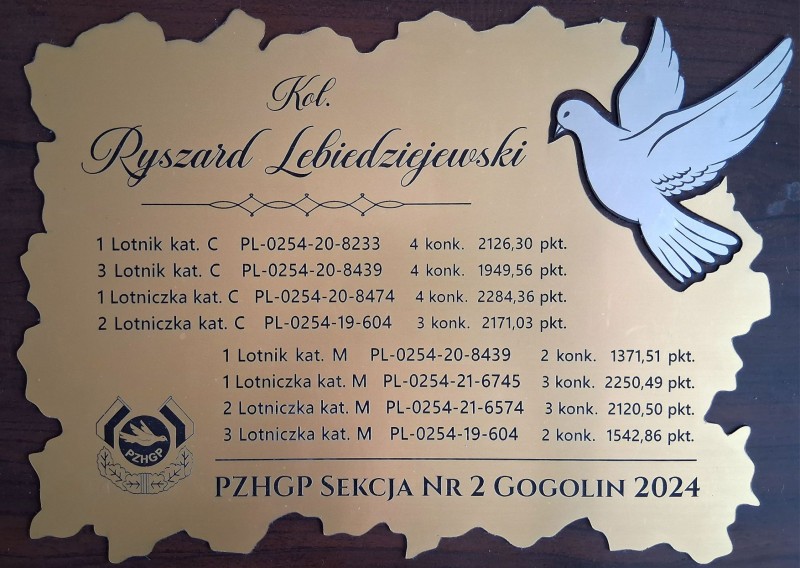 Kol.
Ryszard Lebiedziejewski
1 Lotnik kat. C PL-0254-20-8233 4 konk. 2126,30 pkt.
3 Lotnik kat. C PL-0254-20-8439 4 konk. 1949,56 pkt.
1 Lotniczka kat. C PL-0254-20-8474 4 konk. 2284,36 pkt.
2 Lotniczka kat. C PL-0254-19-604 3 konk. 2171,03 pkt.
1 Lotnik kat. M PL-0254-20-8439 2 konk. 1371,51 pkt.
1 Lotniczka kat. M PL-0254-21-6745 3 konk. 2250,49 pkt.
2 Lotniczka kat. M PL-0254-21-6574 3 konk. 2120,50 pkt.
3 Lotniczka kat. M PL-0254-19-604 2 konk. 1542,86 pkt.
PZHGP
PZHGP Sekcja Nr 2 Gogolin 2024